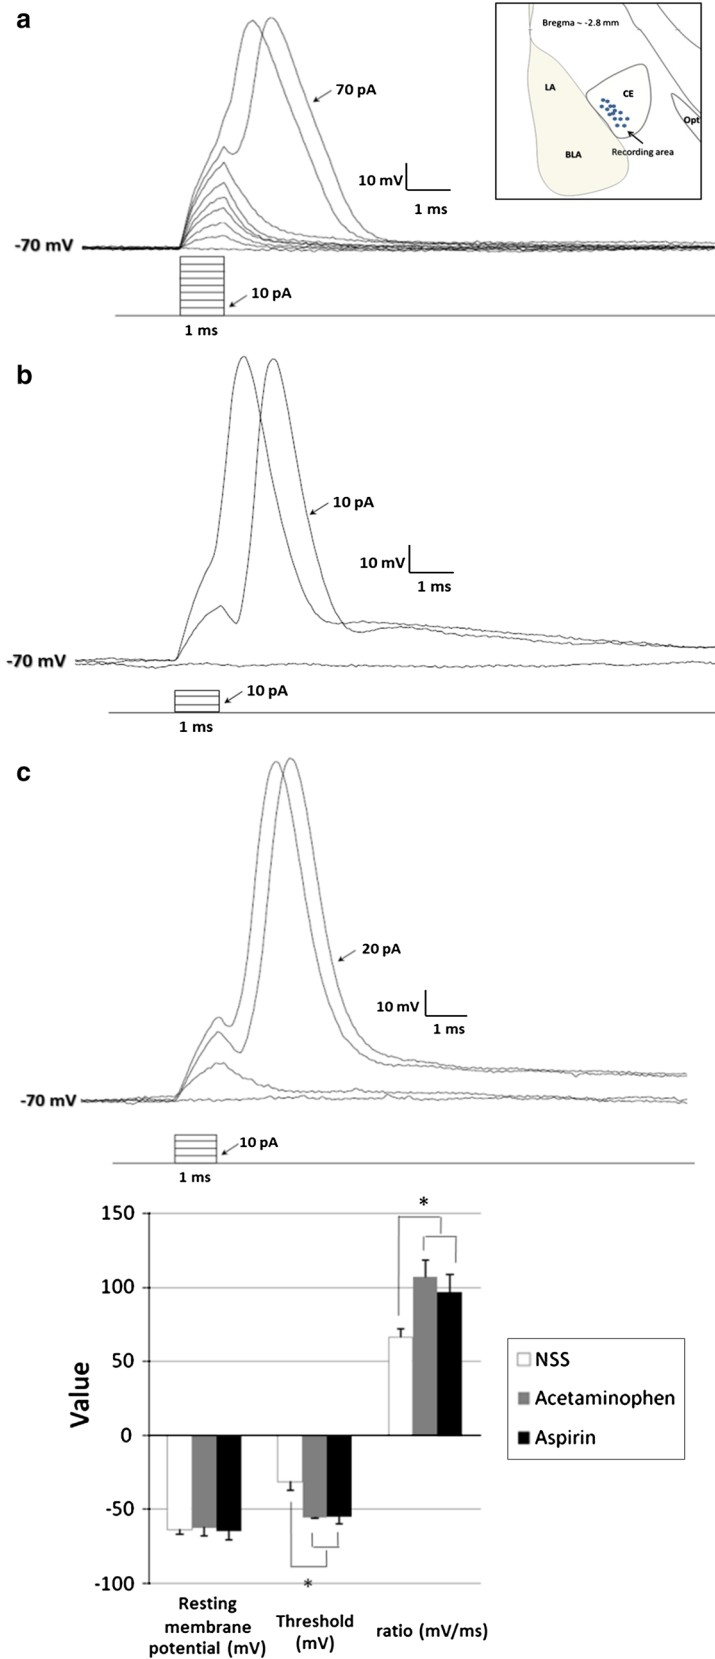 a
Bregma ~ -2.8 mm
LA
CE
Opt
BLA
Recording area
70 pA
10 mV
1 ms
-70 mV
10 pA
1 ms
b
10 pA
10 mV
1 ms
-70 mV
10 pA
1 ms
c
20 pA
10 mV
1 ms
-70 mV
10 pA
1 ms
*
150
100
50
0
-50
-100
Value
NSS
Acetaminophen
Aspirin
*
Resting
membrane
potential (mV)
Threshold
(mV)
ratio (mV/ms)